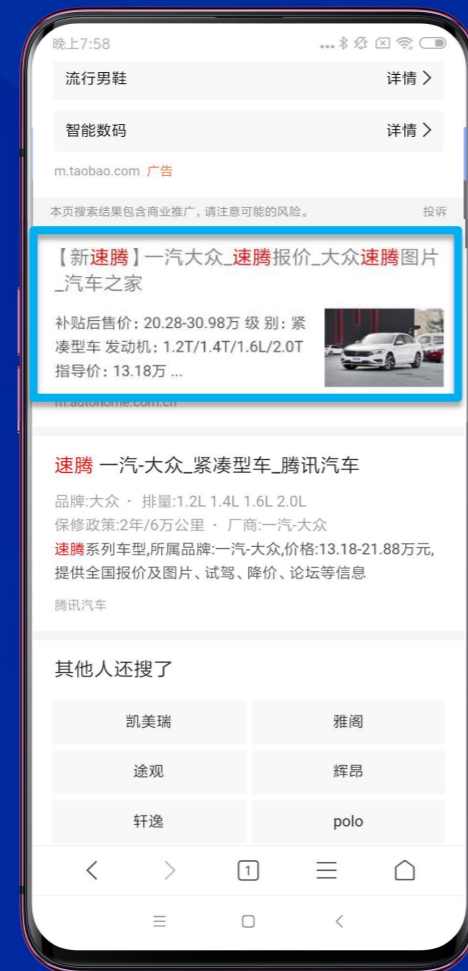 晚上7:58
流行男鞋 详情
智能数码 详情
m.taobao.com 广告
本页搜索结果包含商业推广，请注意可能的风险。 投诉
【新速腾】一汽大众_速腾报价_大众速腾图片
_汽车之家
补贴后售价: 20.28-30.98万 级 别: 紧
凑型车 发动机: 1.2T/1.4T/1.6L/2.0T
指导价: 13.18万 ...
m.autohome.com.cn
速腾 一汽-大众_紧凑型车_腾讯汽车
品牌:大众 · 排量:1.2L 1.4L 1.6L 2.0L
保修政策:2年/6万公里 · 厂商:一汽-大众
速腾系列车型,所属品牌:一汽-大众,价格:13.18-21.88万元,
提供全国报价及图片、试驾、降价、论坛等信息
腾讯汽车
其他人还搜了
凯美瑞 雅阁
途观 辉昂
轩逸 polo
1